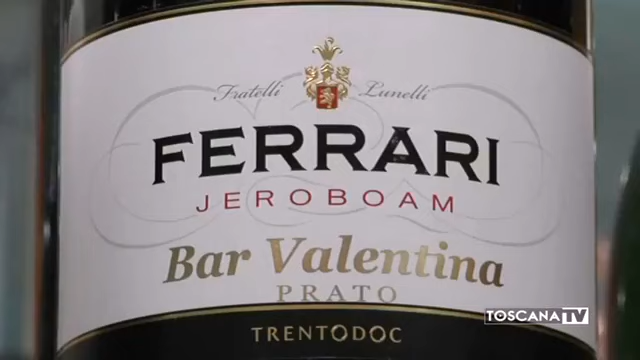 Fratelli Lunelli
FERRARI
JEROBOAM
Bar Valentina
PRATO
TOSCANA TV
TRENTODOC